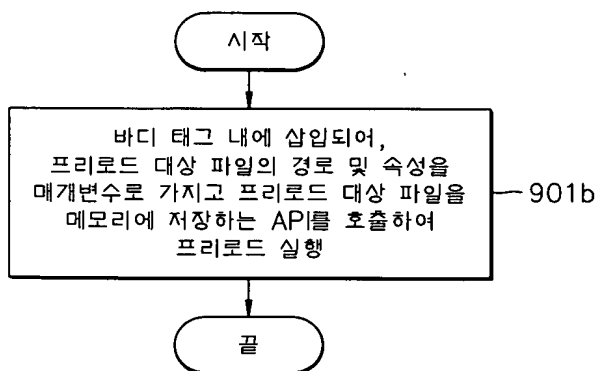 시작
바디 태그 내에 삽입되어,
프리로드 대상 파일의 경로 및 속성을
매개변수로 가지고 프리로드 대상 파일을
메모리에 저장하는 API를 호출하여
프리로드 실행
901b
끝